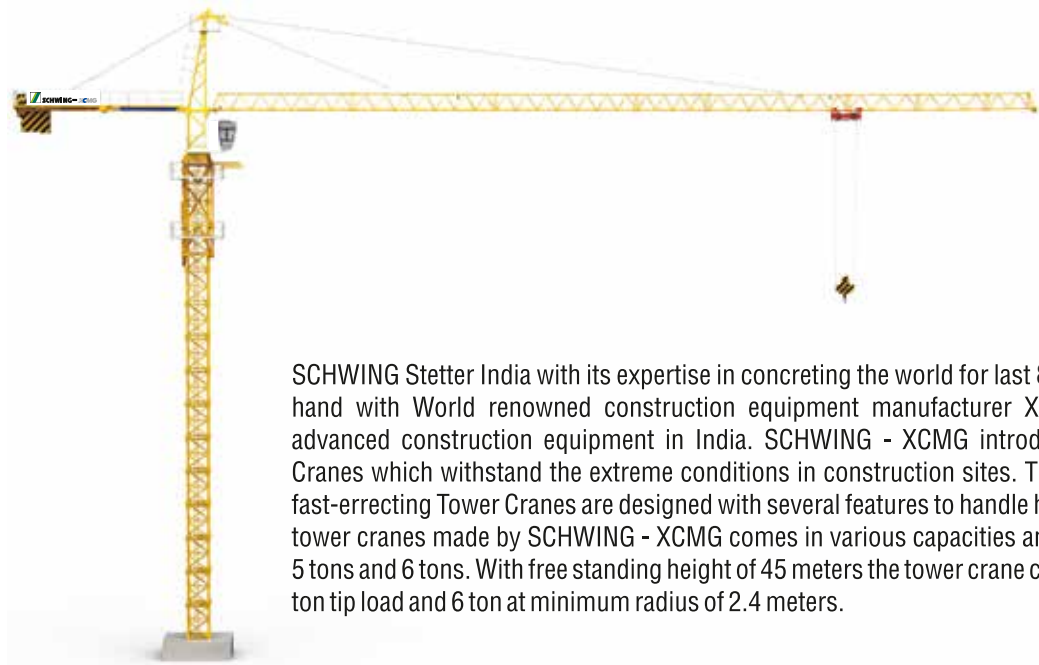 SCHWING- XCMG
SCHWING Stetter India with its expertise in concreting the world for last
hand with World renowned construction equipment manufacturer
advanced construction equipment in India. SCHWING - XCMG
Cranes which withstand the extreme conditions in construction sites.
fast-errecting Tower Cranes are designed with several features to handle
tower cranes made by SCHWING - XCMG comes in various capacities
5 tons and 6 tons. With free standing height of 45 meters the tower crane
ton tip load and 6 ton at minimum radius of 2.4 meters.